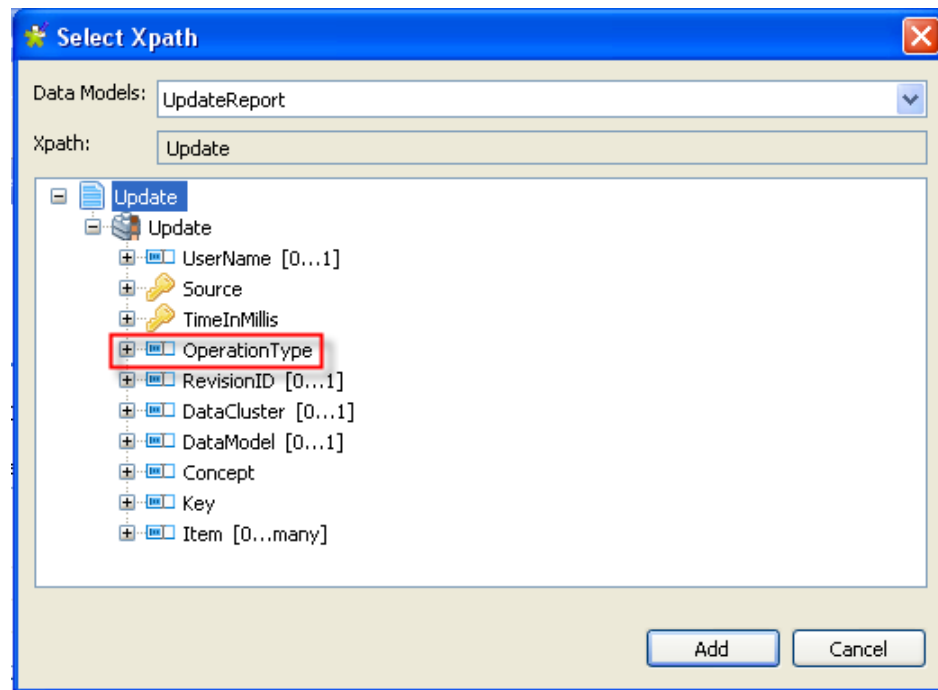 Select Xpath
Data Models: UpdateReport
Xpath: Update
Update
Update
UserName [0...1]
Source
TimeInMillis
OperationType
RevisionID [0...1]
DataCluster [0...1]
DataModel [0...1]
Concept
Key
Item [0...many]
Add Cancel